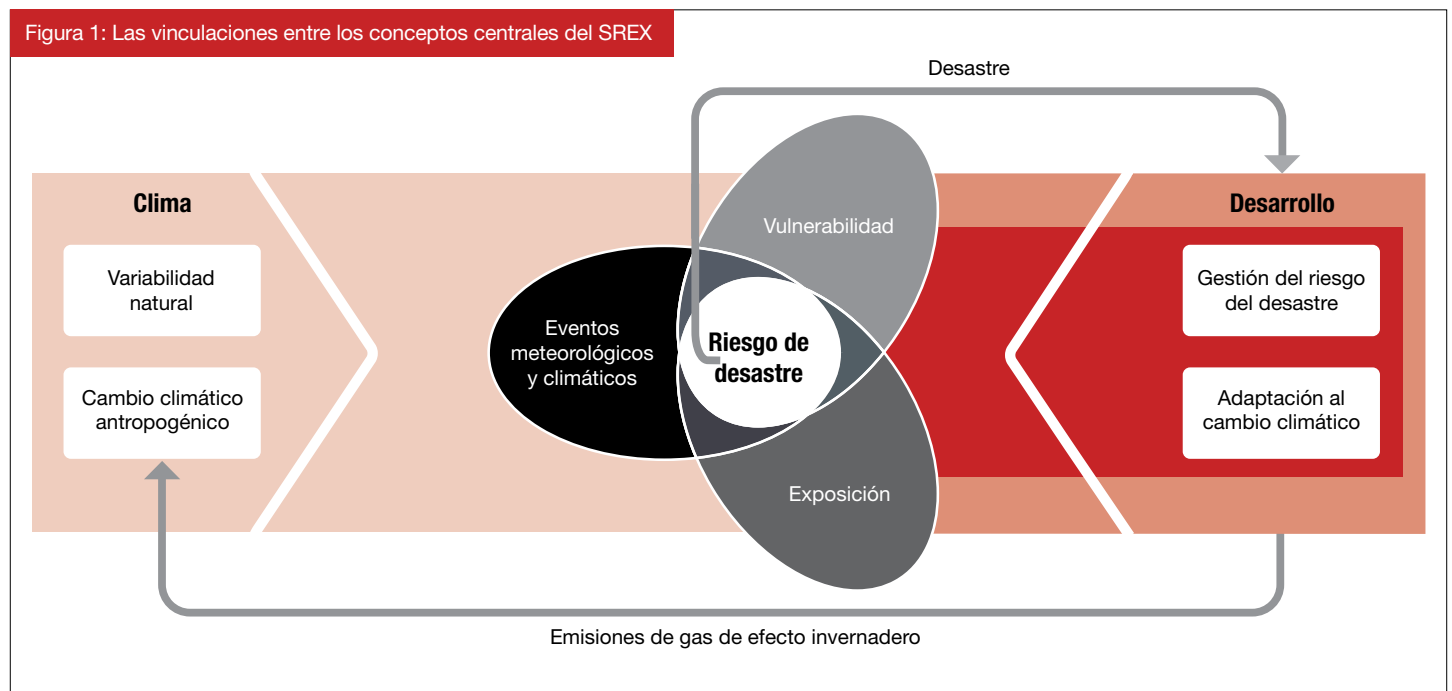 Figura 1: Las vinculaciones entre los conceptos centrales del SREX
Desastre
Clima
Variabilidad
natural
Cambio climático
antropogénico
Vulnerabilidad
Eventos
meteorológicos
y climáticos
Riesgo de
desastre
Exposición
Desarrollo
Gestión del riesgo
del desastre
Adaptación al
cambio climático
Emisiones de gas de efecto invernadero